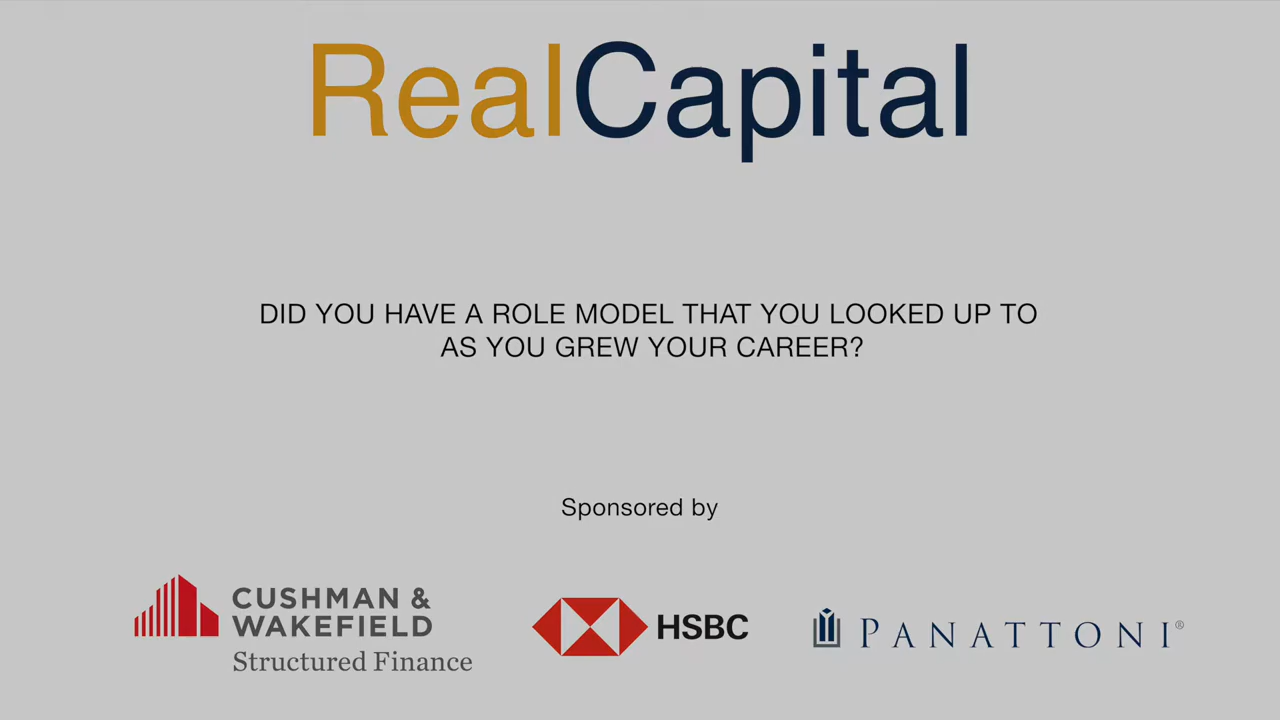 RealCapital
DID YOU HAVE A ROLE MODEL THAT YOU LOOKED UP TO
AS YOU GREW YOUR CAREER?
Sponsored by
CUSHMAN &
WAKEFIELD
Structured Finance
HSBC
PANATTONI®